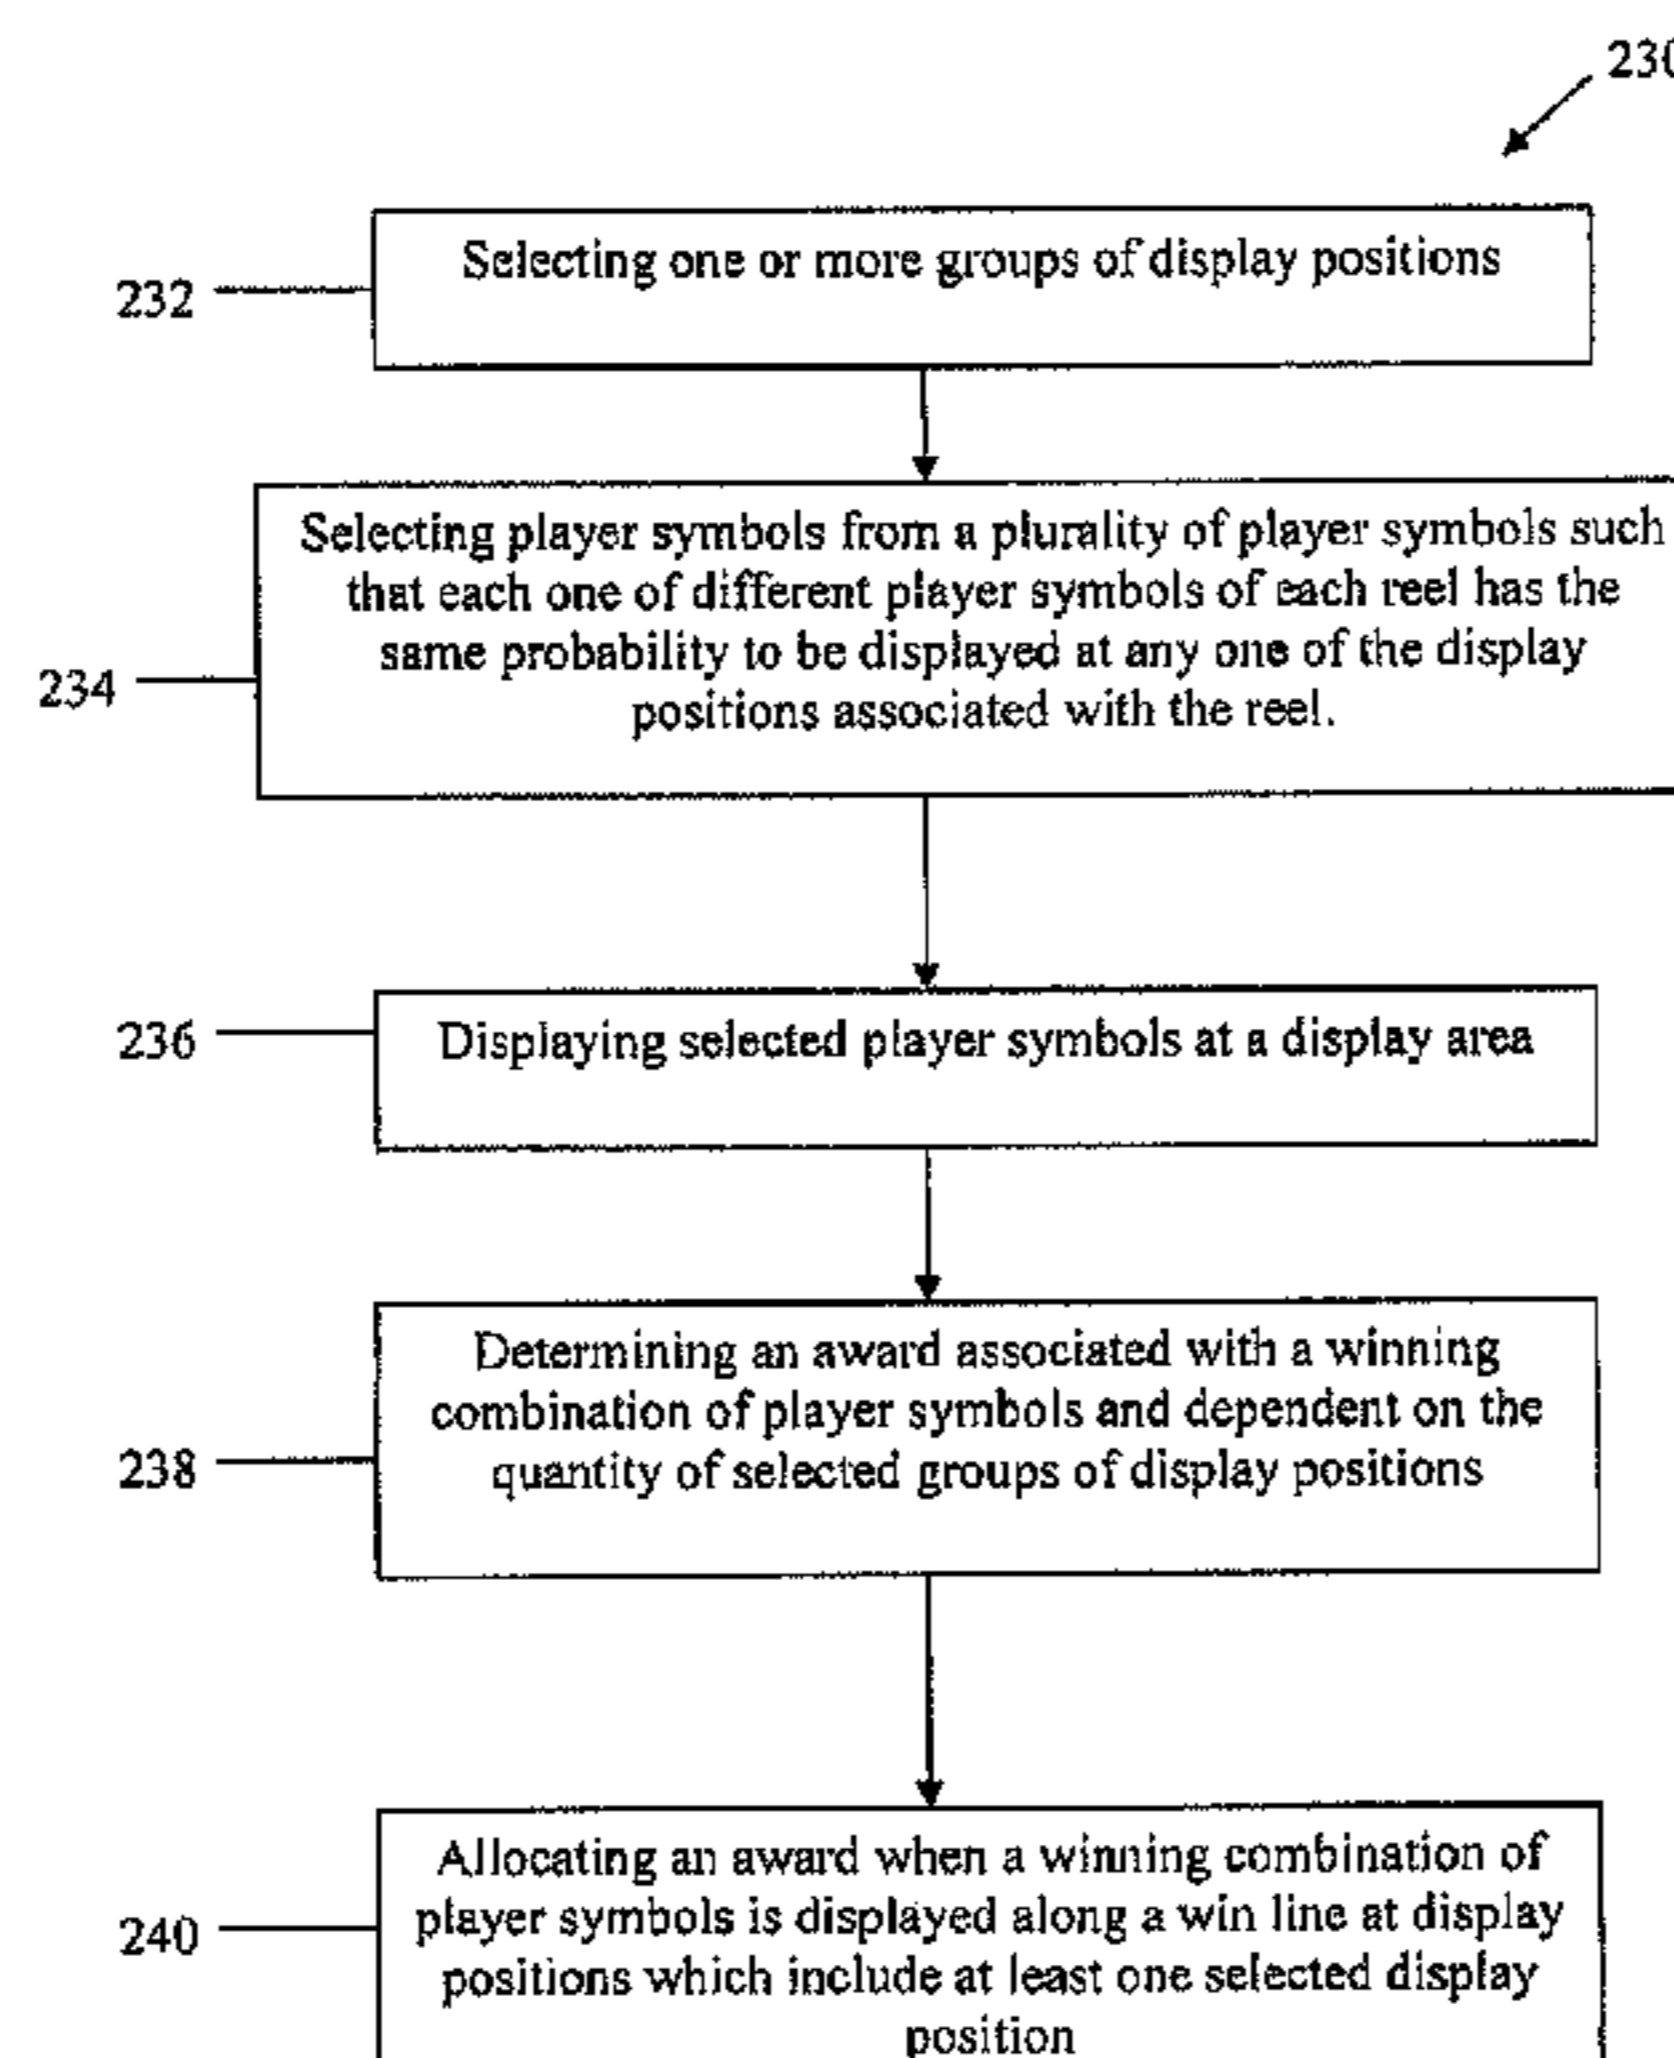 230
Selecting one or more groups of display positions
232
Selecting player symbols from a plurality of player symbols such
that each one of different player symbols of each reel has the
same probability to be displayed at any one of the display
234
positions associated with the reel.
236
Displaying selected player symbols at a display area
Determining an award associated with a winning
combination of player symbols and dependent on the
238
quantity of selected groups of display positions
Allocating an award when a winning combination of
player symbols is displayed along a win line at display
240
positions which include at least one selected display
position